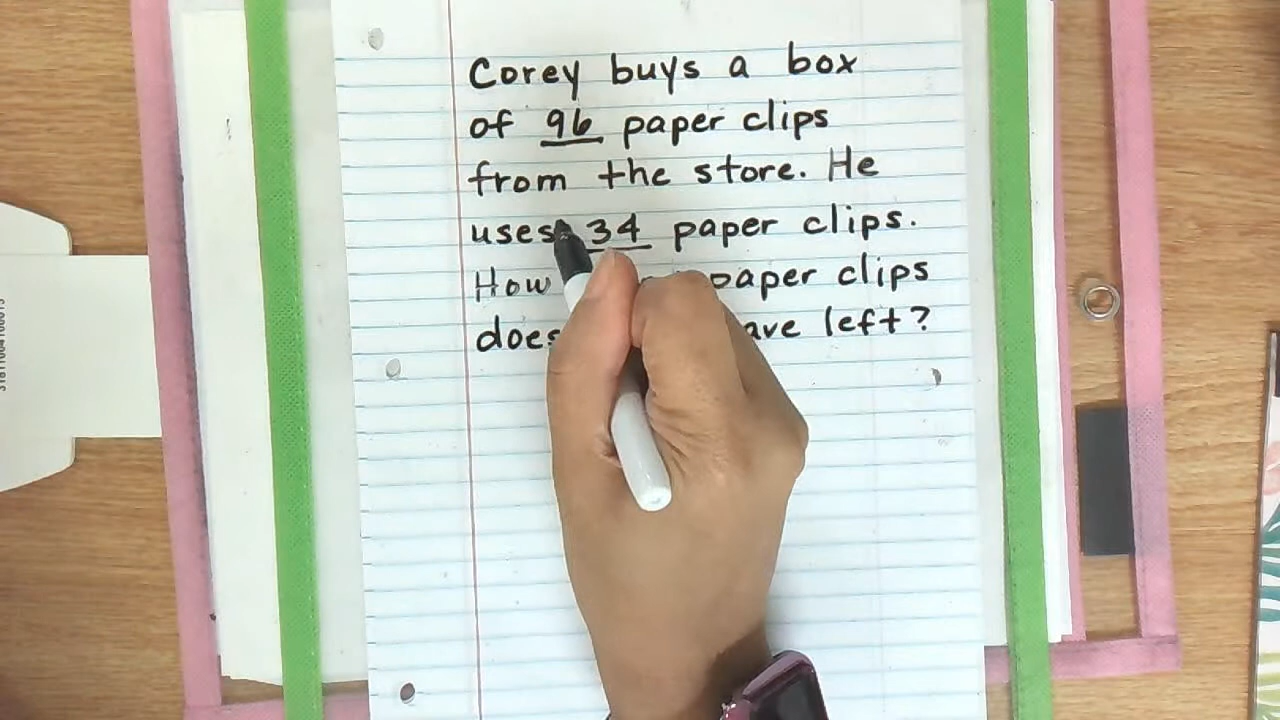 Corey buys a box
of 96 paper clips
from the store. He
uses 34 paper clips.
How paper clips
does left?